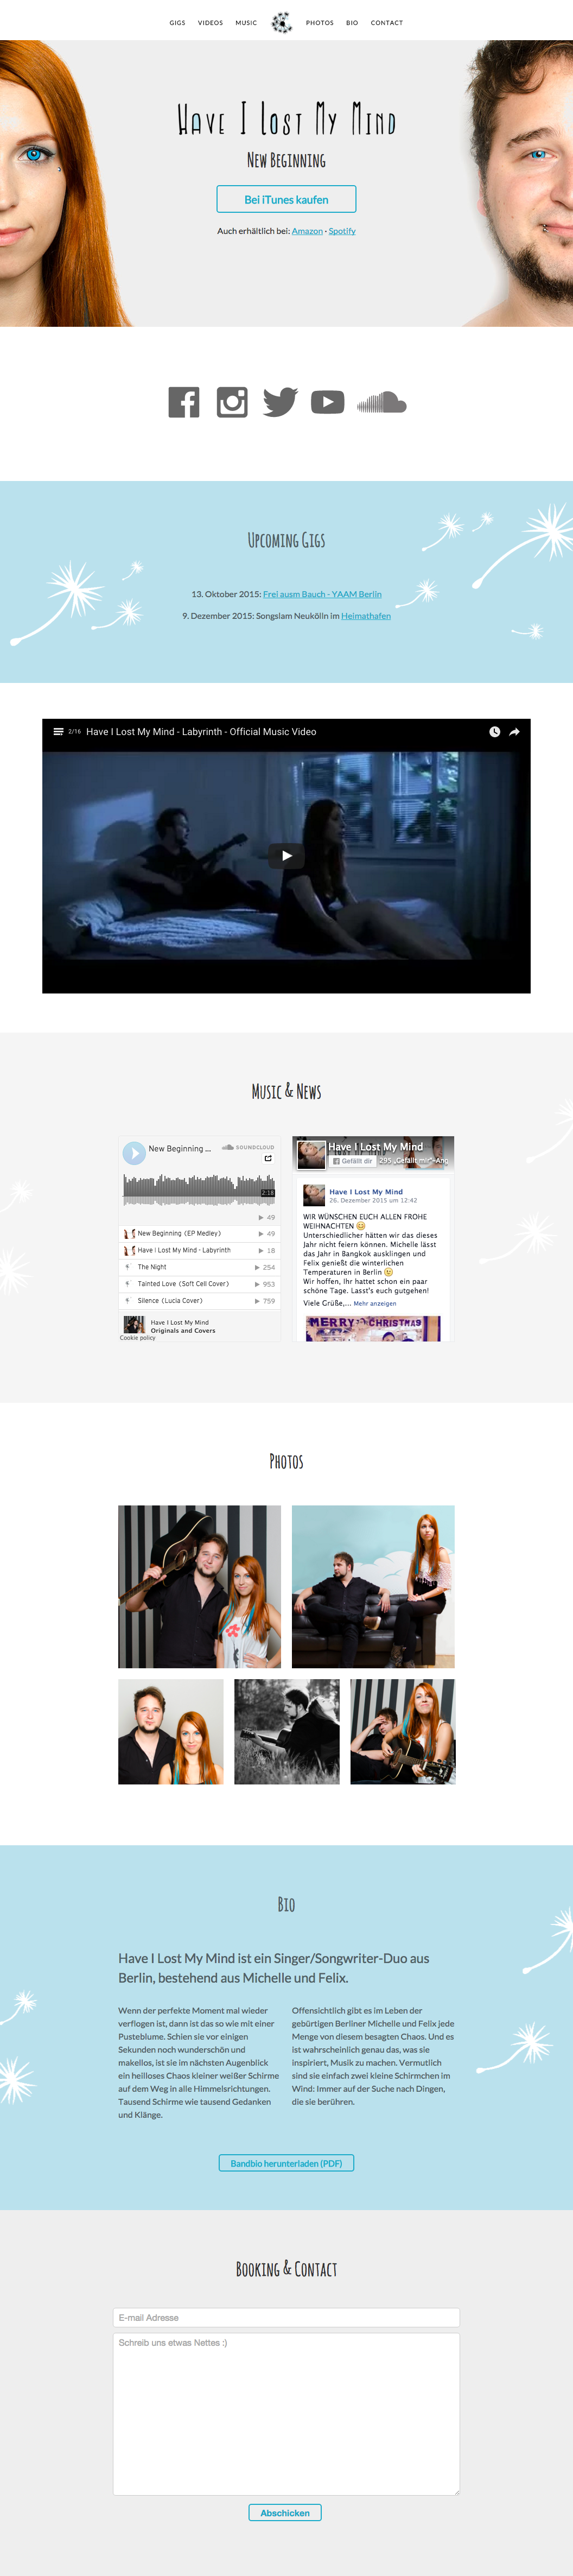 GIGS VIDEOS MUSIC PHOTOS BIO CONTACT
Have I Lost My Mind
New Beginning
Bei iTunes kaufen
Auch erhältlich bei: Amazon · Spotify
Upcoming Gigs
13. Oktober 2015: Frei ausm Bauch - YAAM Berlin
9. Dezember 2015: Songslam Neukölln im Heimathafen
2/16 Have I Lost My Mind - Labyrinth - Official Music Video
Music & News
New Beginning ...
SOUNDCLOUD
2:18
49
New Beginning (EP Medley) 49
Have I Lost My Mind - Labyrinth 18
The Night 254
Tainted Love (Soft Cell Cover) 953
Silence (Lucia Cover) 759
Have I Lost My Mind
Originals and Covers
Cookie policy
Have I Lost My Mind
Gefällt dir 295 „Gefällt mir“-Ang
Have I Lost My Mind
26. Dezember 2015 um 12:42
WIR WÜNSCHEN EUCH ALLEN FROHE
WEIHNACHTEN 😄
Unterschiedlicher hätten wir das dieses
Jahr nicht feiern können. Michelle lässt
das Jahr in Bangkok ausklingen und
Felix genießt die winterlichen
Temperaturen in Berlin 😉
Wir hoffen, Ihr hattet schon ein paar
schöne Tage. Lasst's euch gutgehen!
Viele Grüße,... Mehr anzeigen
MERRY CHRISTMAS
Photos
Bio
Have I Lost My Mind ist ein Singer/Songwriter-Duo aus
Berlin, bestehend aus Michelle und Felix.
Wenn der perfekte Moment mal wieder
verflogen ist, dann ist das so wie mit einer
Pusteblume. Schien sie vor einigen
Sekunden noch wunderschön und
makellos, ist sie im nächsten Augenblick
ein heilloses Chaos kleiner weißer Schirme
auf dem Weg in alle Himmelsrichtungen.
Tausend Schirme wie tausend Gedanken
und Klänge.
Offensichtlich gibt es im Leben der
gebürtigen Berliner Michelle und Felix jede
Menge von diesem besagten Chaos. Und es
ist wahrscheinlich genau das, was sie
inspiriert, Musik zu machen. Vermutlich
sind sie einfach zwei kleine Schirmchen im
Wind: Immer auf der Suche nach Dingen,
die sie berühren.
Bandbio herunterladen (PDF)
Booking & Contact
E-mail Adresse
Schreib uns etwas Nettes :)
Abschicken